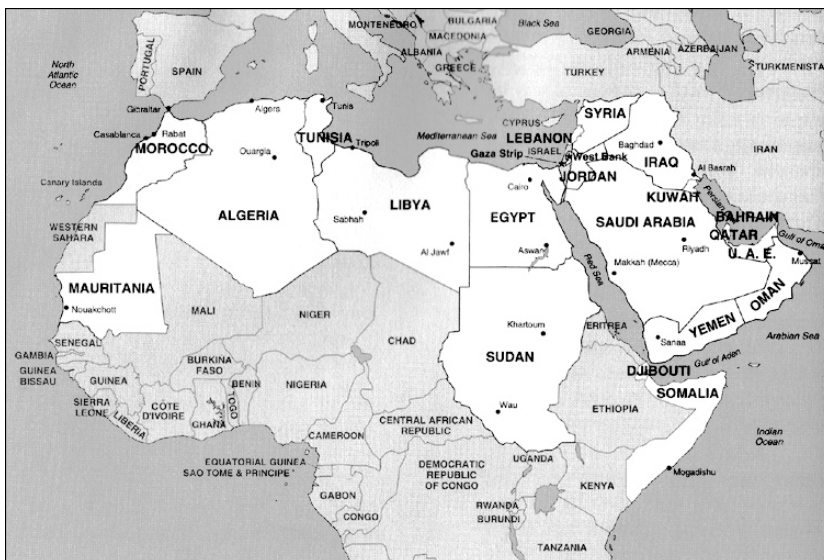 MONTENEGRO
BULGARIA
Black Sea
GEORGIA
MACEDONIA
ALBANIA
ARMENIA
AZERBAIJAN
North
Atlantic
Ocean
PORTUGAL
SPAIN
GREECE
TURKEY
TURKMENISTA
Gibraltar
Algers
Tunis
CYPRUS
SYRIA
Casablanca
Rabat
TUNISIA
Tripoli
Mediterranean Sea
LEBANON
Baghdad
IRAN
MOROCCO
Ouargla
ISRAEL
Gaza Strip
West Bank
IRAQ
Al Basrah
JORDAN
Canary Islands
Cairo
KUWAIT
Persian
ALGERIA
LIBYA
Sabhah
EGYPT
SAUDI ARABIA
BAHRAIN
QATAR
Gulf of Oma
WESTERN
SAHARA
Al Jawf
Aswan
Riyadh
U. A. E.
Muscat
Red Sea
Makkah (Mecca)
MAURITANIA
Nouakchott
OMAN
MALI
NIGER
YEMEN
CHAD
Khartoum
ERITREA
Sanaa
Arabian Sea
SENEGAL
GAMBIA
GUINEA
BISSAU
BURKINA
FASO
SUDAN
Gulf of Aden
DJIBOUTI
GUINEA
BENIN
NIGERIA
SOMALIA
SIERRA
LEONE
CÔTE
D'IVOIRE
TOGO
GHANA
LIBERIA
Wau
ETHIOPIA
CENTRAL AFRICAN
REPUBLIC
CAMEROON
Indian
Ocean
EQUATORIAL GUINEA
SAO TOME & PRINCIPE
DEMOCRATIC
REPUBLIC
OF CONGO
UGANDA
Mogadishu
GABON
KENYA
CONGO
RWANDA
BURUNDI
TANZANIA